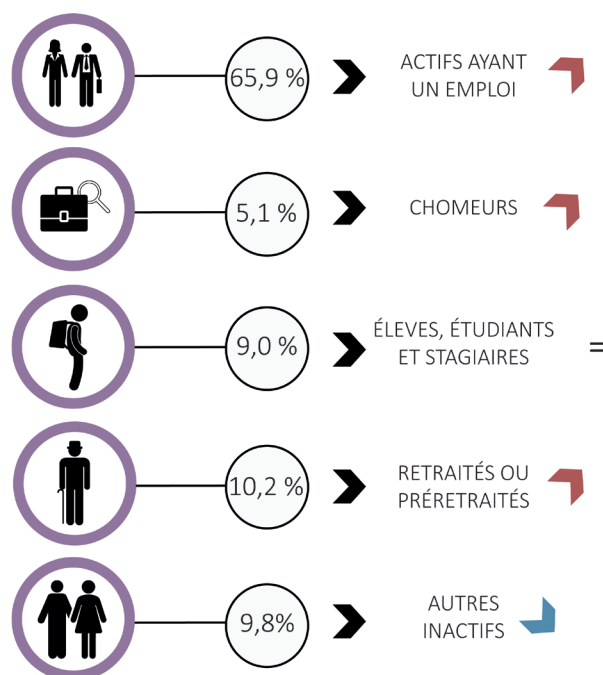 65,9 %
ACTIFS AYANT
UN EMPLOI
5,1 %
CHOMEURS
9,0 %
ÉLEVES, ÉTUDIANTS
ET STAGIAIRES
=
10,2 %
RETRAITÉS OU
PRÉRETRAITÉS
9,8%
AUTRES
INACTIFS